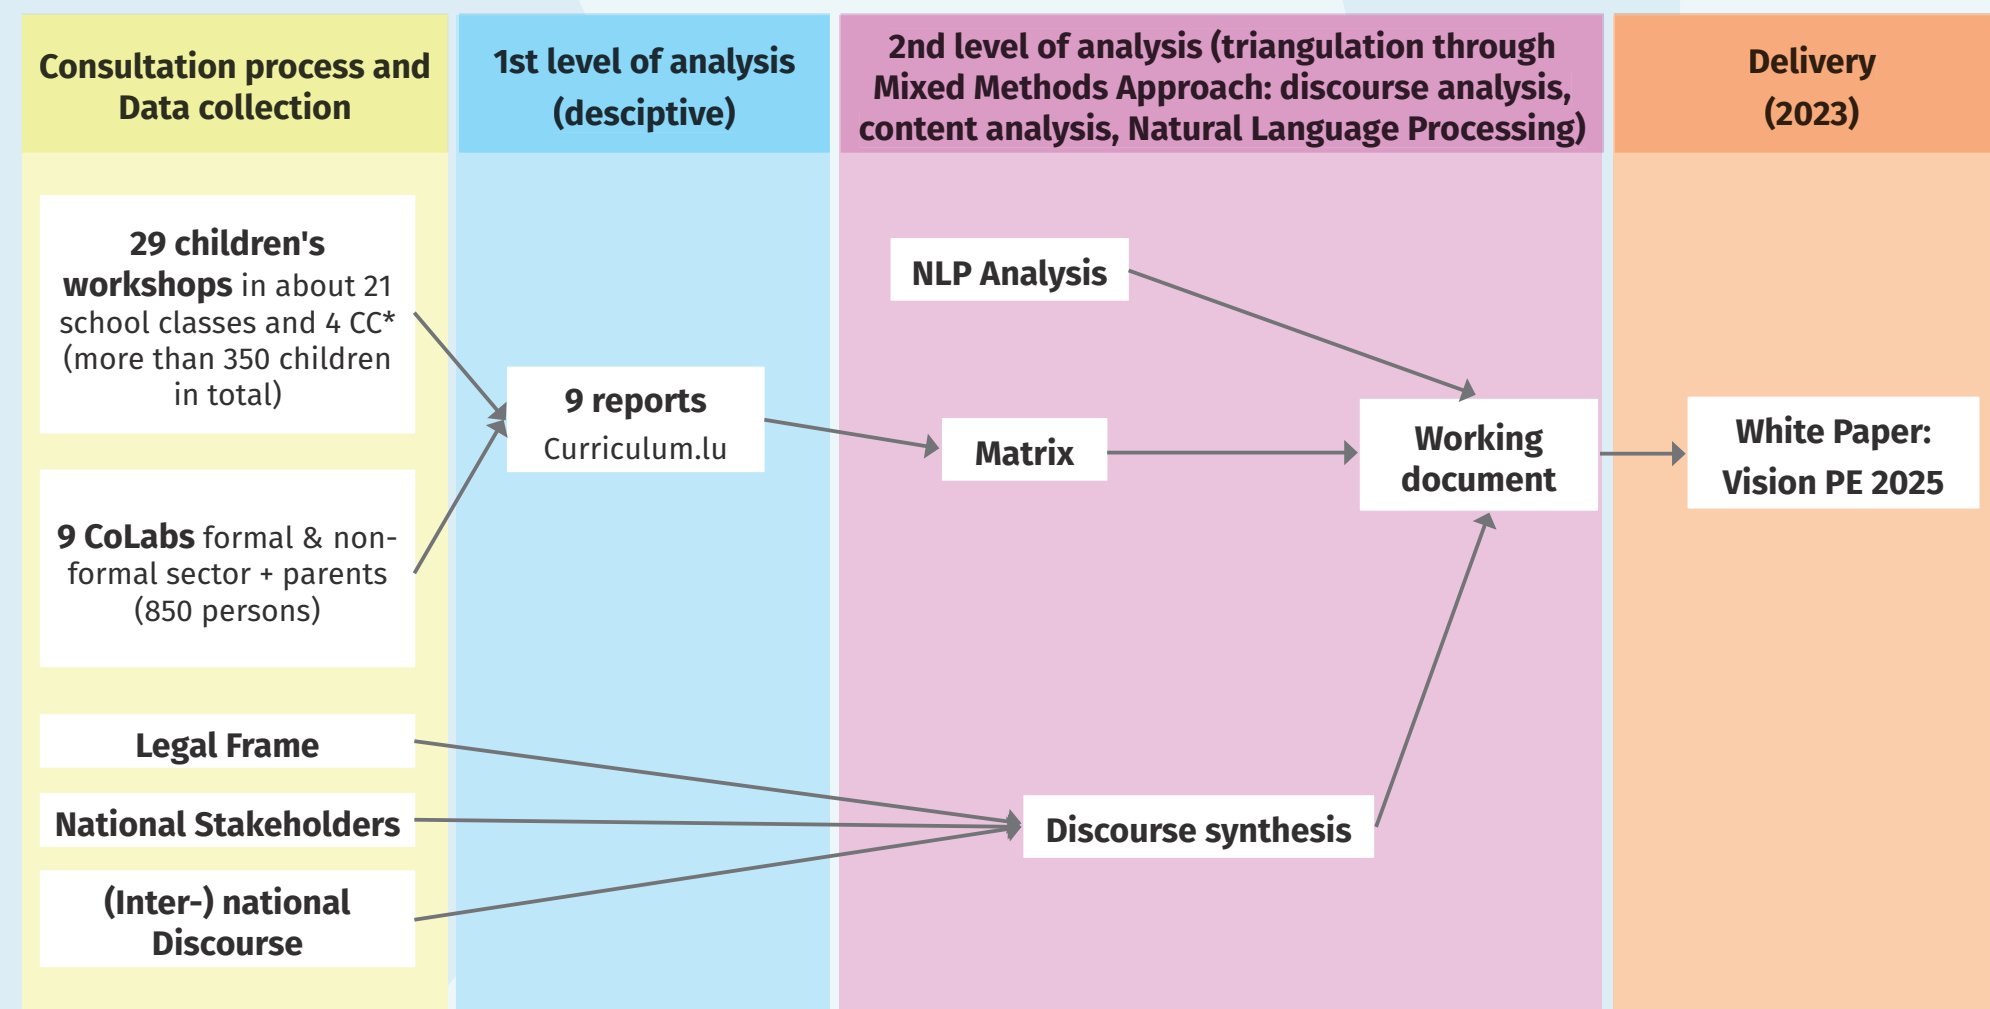 Consultation process and
Data collection
1st level of analysis
(desciptive)
2nd level of analysis (triangulation through
Mixed Methods Approach: discourse analysis,
content analysis, Natural Language Processing)
Delivery
(2023)
29 children's
workshops in about 21
school classes and 4 CC*
(more than 350 children
in total)
9 CoLabs formal & non-
formal sector + parents
(850 persons)
Legal Frame
National Stakeholders
(Inter-) national
Discourse
9 reports
Curriculum.lu
NLP Analysis
Matrix
Discourse synthesis
Working
document
White Paper:
Vision PE 2025